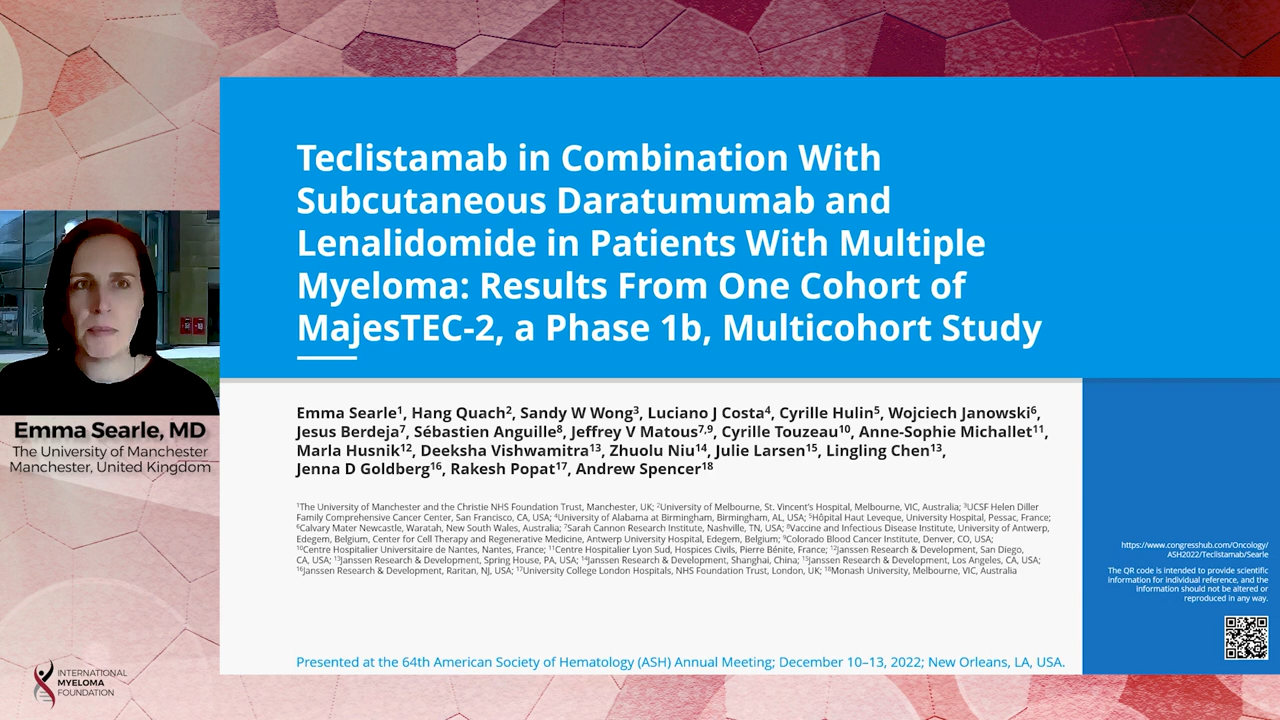 Teclistamab in Combination With
Subcutaneous Daratumumab and
Lenalidomide in Patients With Multiple
Myeloma: Results From One Cohort of
MajesTEC-2, a Phase 1b, Multicohort Study
Emma Searle¹, Hang Quach², Sandy W Wong³, Luciano J Costa⁴, Cyrille Hulin⁵, Wojciech Janowski⁶,
Jesus Berdeja⁷, Sébastien Anguille⁸, Jeffrey V Matous⁷,⁹, Cyrille Touzeau¹⁰, Anne-Sophie Michallet¹¹,
Marla Husnik¹², Deeksha Vishwamitra¹³, Zhuolu Niu¹⁴, Julie Larsen¹⁵, Lingling Chen¹³,
Jenna D Goldberg¹⁶, Rakesh Popat¹⁷, Andrew Spencer¹⁸
¹The University of Manchester and the Christie NHS Foundation Trust, Manchester, UK; ²University of Melbourne, St. Vincent's Hospital, Melbourne, VIC, Australia; ³UCSF Helen Diller
Family Comprehensive Cancer Center, San Francisco, CA, USA; ⁴University of Alabama at Birmingham, Birmingham, AL, USA; ⁵Hôpital Haut Leveque, University Hospital, Pessac, France;
⁶Calvary Mater Newcastle, Waratah, New South Wales, Australia; ⁷Sarah Cannon Research Institute, Nashville, TN, USA; ⁸Vaccine and Infectious Disease Institute, University of Antwerp,
Edegem, Belgium, Center for Cell Therapy and Regenerative Medicine, Antwerp University Hospital, Edegem, Belgium; ⁹Colorado Blood Cancer Institute, Denver, CO, USA;
¹⁰Centre Hospitalier Universitaire de Nantes, Nantes, France; ¹¹Centre Hospitalier Lyon Sud, Hospices Civils, Pierre Bénite, France; ¹²Janssen Research & Development, San Diego,
CA, USA; ¹³Janssen Research & Development, Spring House, PA, USA; ¹⁴Janssen Research & Development, Shanghai, China; ¹⁵Janssen Research & Development, Los Angeles, CA, USA;
¹⁶Janssen Research & Development, Raritan, NJ, USA; ¹⁷University College London Hospitals, NHS Foundation Trust, London, UK; ¹⁸Monash University, Melbourne, VIC, Australia
Presented at the 64th American Society of Hematology (ASH) Annual Meeting; December 10–13, 2022; New Orleans, LA, USA.
https://www.congresshub.com/Oncology/
ASH2022/Teclistamab/Searle
The QR code is intended to provide scientific
information for individual reference, and the
information should not be altered or
reproduced in any way.
Emma Searle, MD
The University of Manchester
Manchester, United Kingdom
INTERNATIONAL
MYELOMA
FOUNDATION